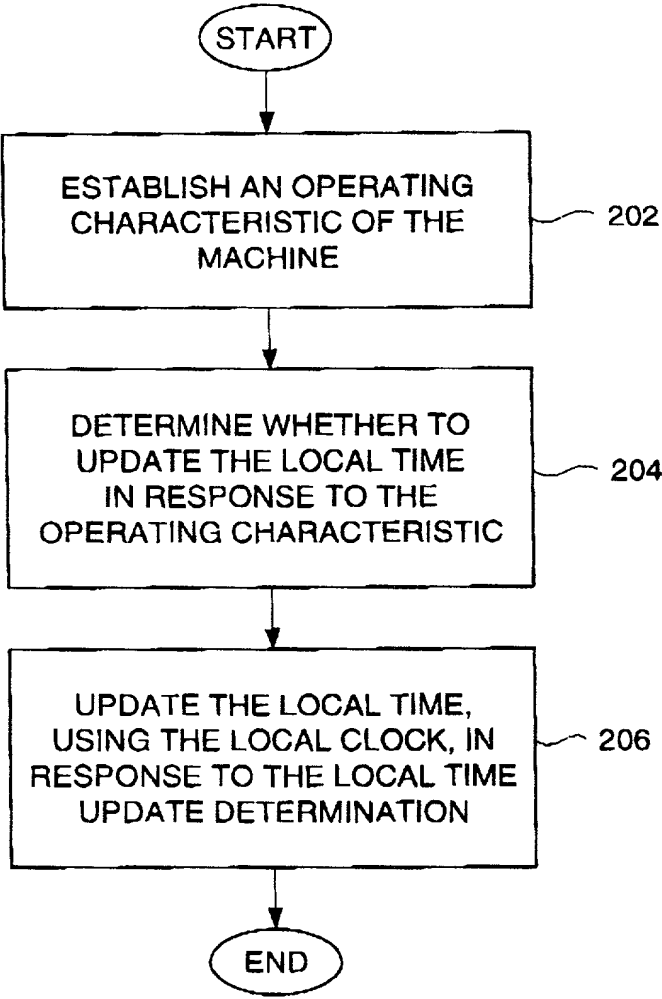 START
ESTABLISH AN OPERATING
CHARACTERISTIC OF THE
MACHINE
202
DETERMINE WHETHER TO
UPDATE THE LOCAL TIME
IN RESPONSE TO THE
OPERATING CHARACTERISTIC
204
UPDATE THE LOCAL TIME,
USING THE LOCAL CLOCK, IN
RESPONSE TO THE LOCAL TIME
UPDATE DETERMINATION
206
END